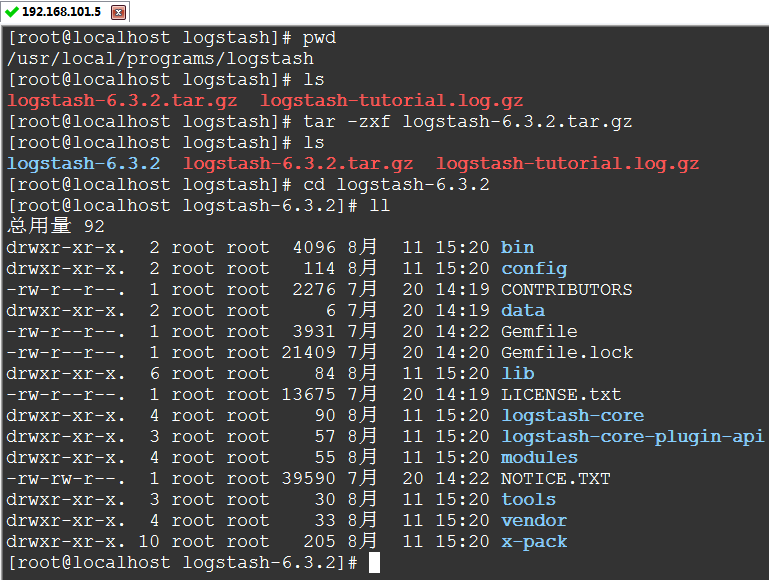 192.168.101.5
[root@localhost logstash]# pwd
/usr/local/programs/logstash
[root@localhost logstash]# ls
logstash-6.3.2.tar.gz  logstash-tutorial.log.gz
[root@localhost logstash]# tar -zxf logstash-6.3.2.tar.gz
[root@localhost logstash]# ls
logstash-6.3.2  logstash-6.3.2.tar.gz  logstash-tutorial.log.gz
[root@localhost logstash]# cd logstash-6.3.2
[root@localhost logstash-6.3.2]# ll
总用量 92
drwxr-xr-x.  2 root root  4096 8月  11 15:20 bin
drwxr-xr-x.  2 root root   114 8月  11 15:20 config
-rw-r--r--.  1 root root  2276 7月  20 14:19 CONTRIBUTORS
drwxr-xr-x.  2 root root     6 7月  20 14:19 data
-rw-r--r--.  1 root root  3931 7月  20 14:22 Gemfile
-rw-r--r--.  1 root root 21409 7月  20 14:20 Gemfile.lock
drwxr-xr-x.  6 root root    84 8月  11 15:20 lib
-rw-r--r--.  1 root root 13675 7月  20 14:19 LICENSE.txt
drwxr-xr-x.  4 root root    90 8月  11 15:20 logstash-core
drwxr-xr-x.  3 root root    57 8月  11 15:20 logstash-core-plugin-api
drwxr-xr-x.  4 root root    55 8月  11 15:20 modules
-rw-rw-r--.  1 root root 39590 7月  20 14:22 NOTICE.TXT
drwxr-xr-x.  3 root root    30 8月  11 15:20 tools
drwxr-xr-x.  4 root root    33 8月  11 15:20 vendor
drwxr-xr-x. 10 root root   205 8月  11 15:20 x-pack
[root@localhost logstash-6.3.2]#